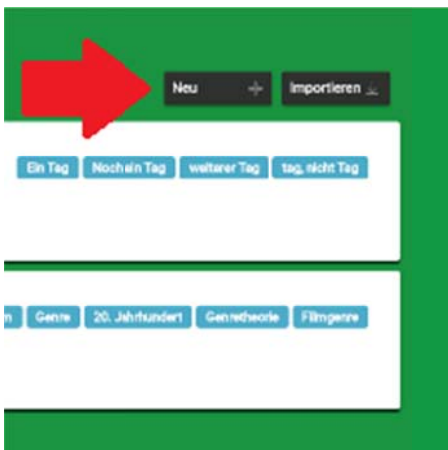 Neu Importieren
Ein Tag Noch ein Tag weiterer Tag tag, nicht Tag
Genre 20. Jahrhundert Genretheorie Filmgenre